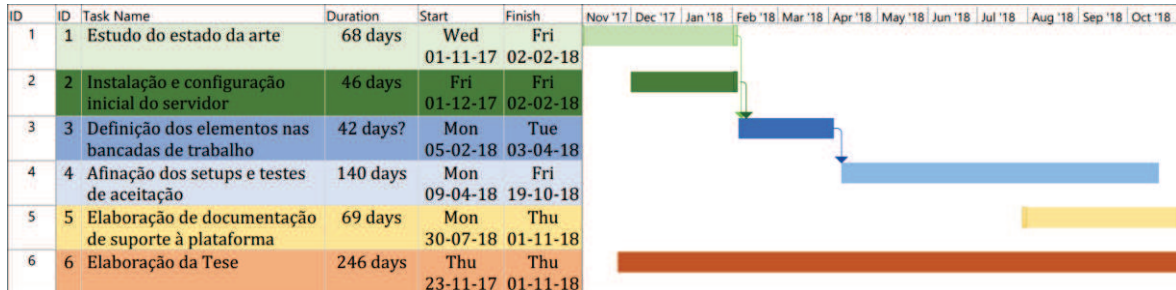 ID ID Task Name Duration Start Finish Nov '17 Dec '17 Jan '18 Feb '18 Mar '18 Apr '18 May '18 Jun '18 Jul '18 Aug '18 Sep '18 Oct '18
1 1 Estudo do estado da arte 68 days Wed Fri
01-11-17 02-02-18
2 2 Instalação e configuração 46 days Fri Fri
inicial do servidor 01-12-17 02-02-18
3 3 Definição dos elementos nas 42 days? Mon Tue
bancadas de trabalho 05-02-18 03-04-18
4 4 Afinação dos setups e testes 140 days Mon Fri
de aceitação 09-04-18 19-10-18
5 5 Elaboração de documentação 69 days Mon Thu
de suporte à plataforma 30-07-18 01-11-18
6 6 Elaboração da Tese 246 days Thu Thu
23-11-17 01-11-18